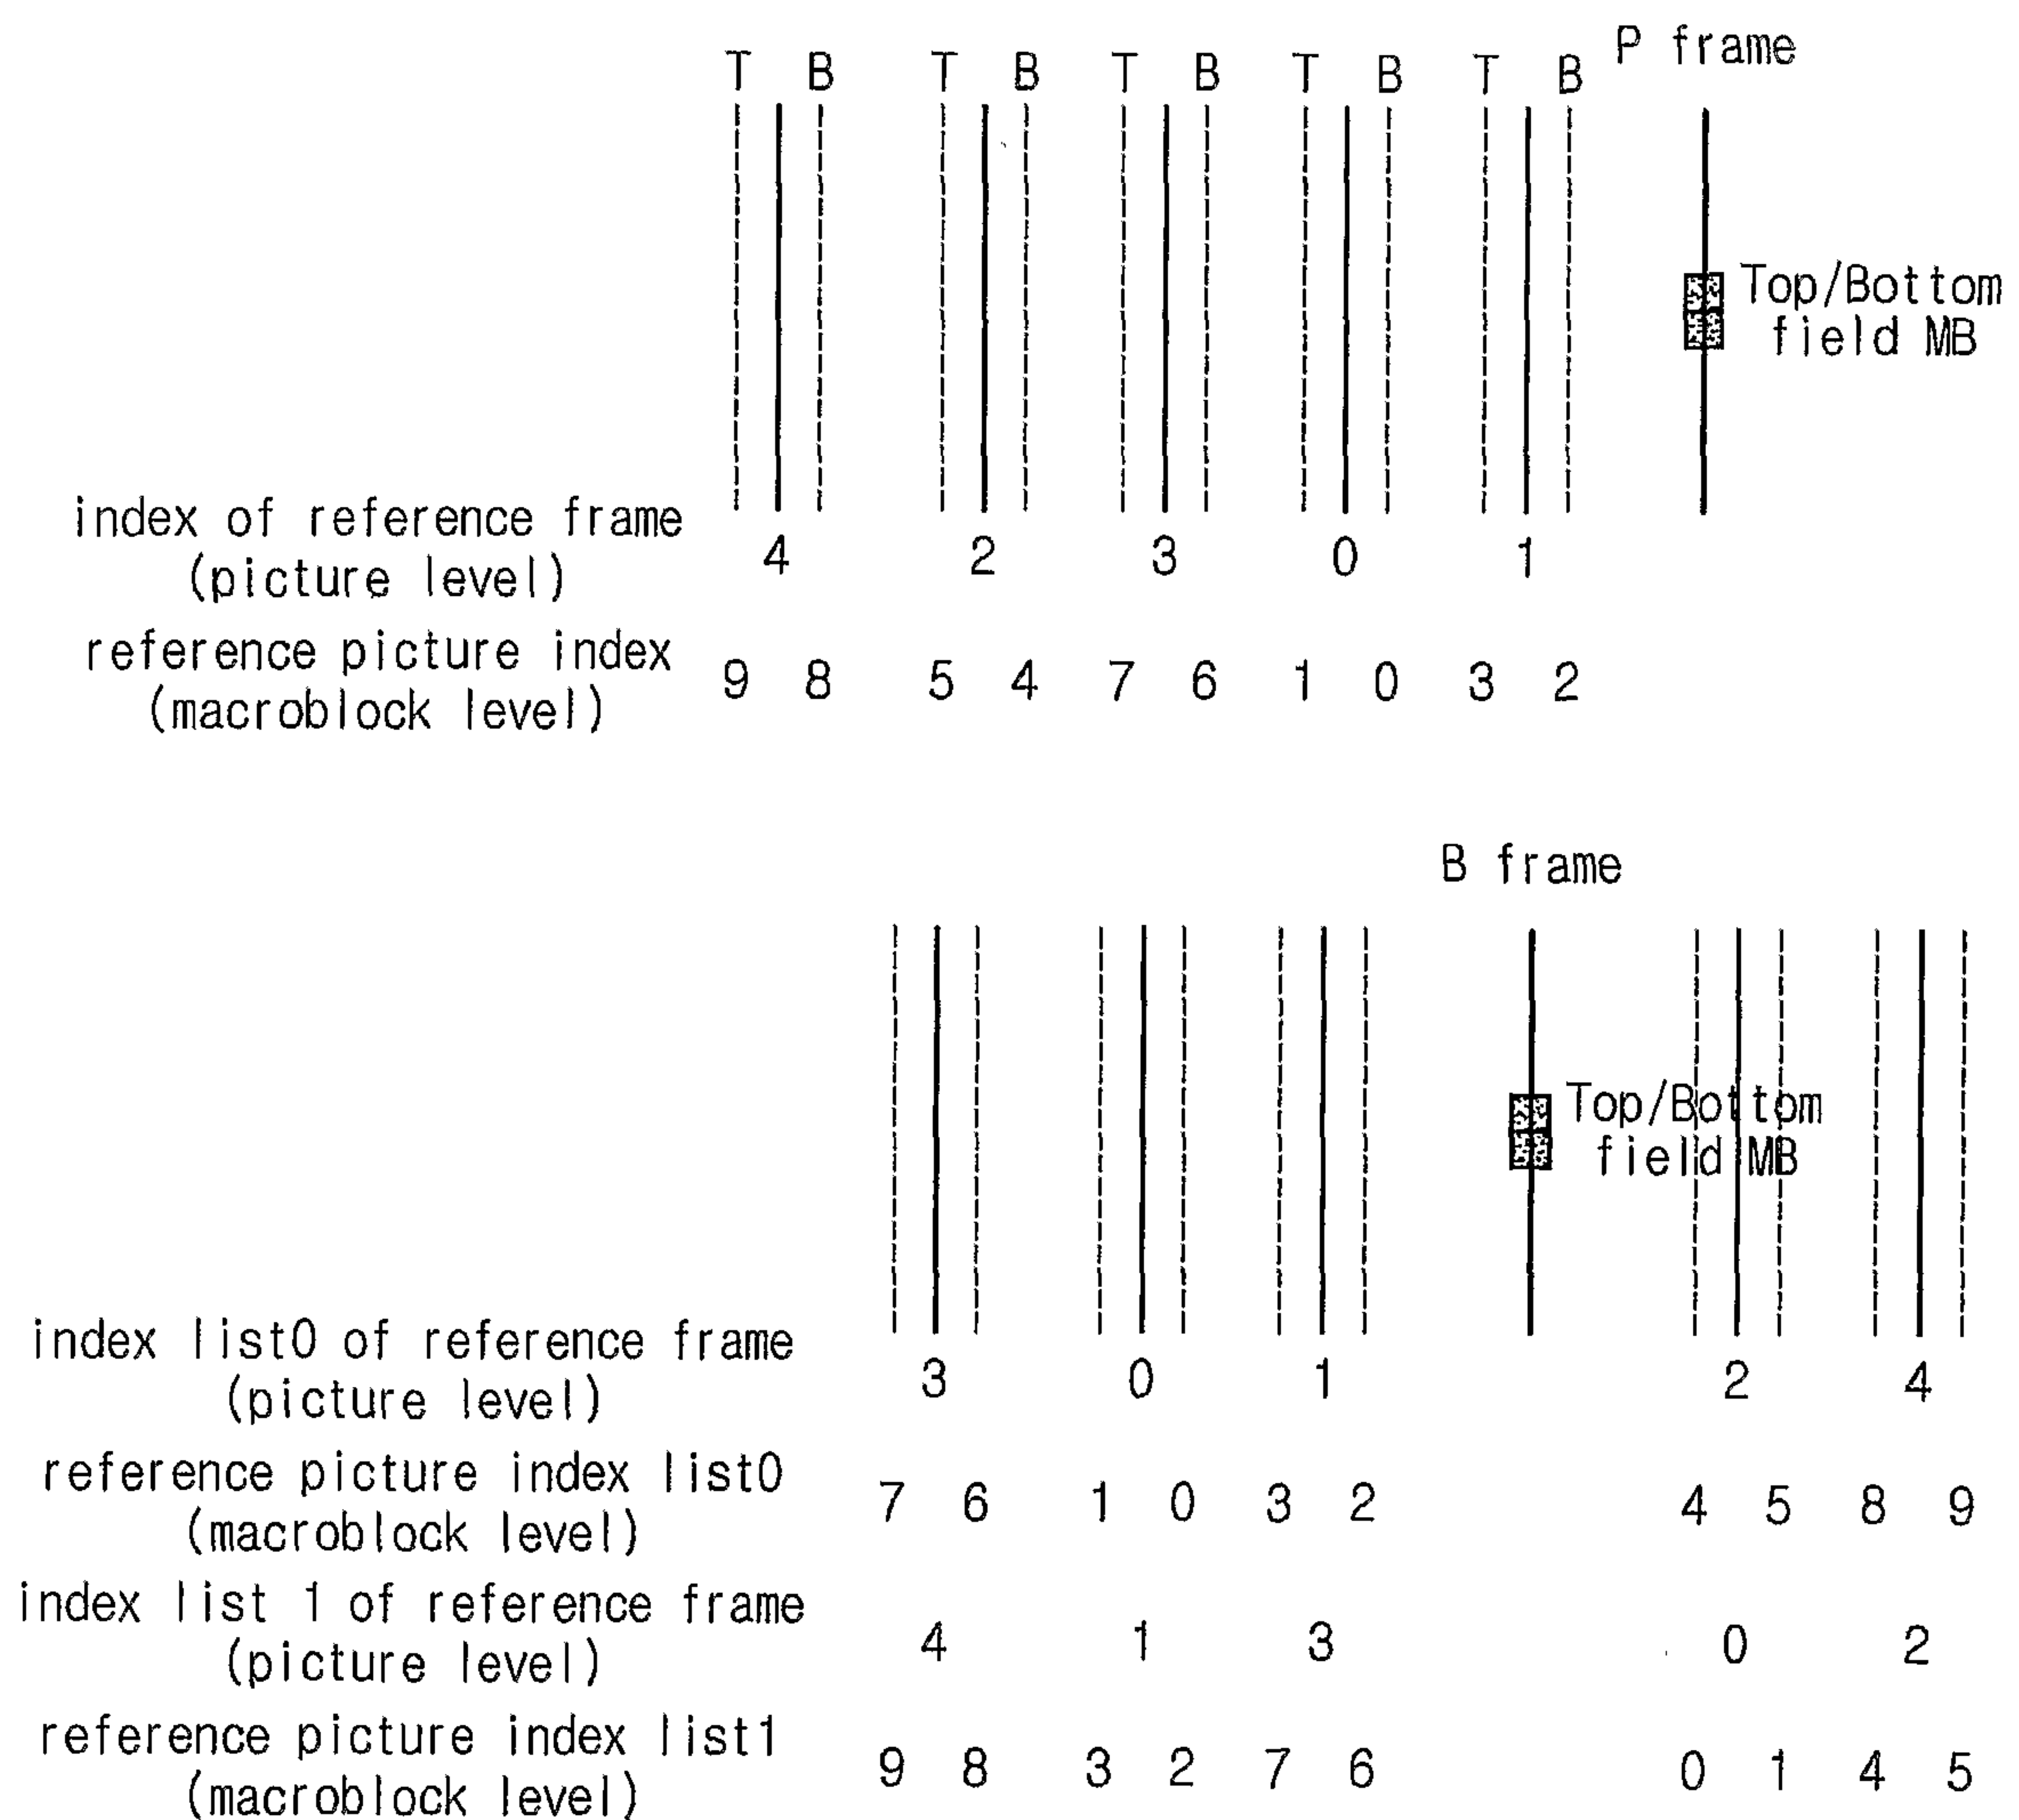 P frame
T B T B T B T B T B
Top/Bottom
field MB
index of reference frame
(picture level)
4 2 3 0 1
reference picture index
(macroblock level)
9 8 5 4 7 6 1 0 3 2
B frame
Top/Bottom
field MB
index list0 of reference frame
(picture level)
3 0 1 2 4
reference picture index list0
(macroblock level)
7 6 1 0 3 2 4 5 8 9
index list 1 of reference frame
(picture level)
4 1 3 0 2
reference picture index list1
(macroblock level)
9 8 3 2 7 6 0 1 4 5